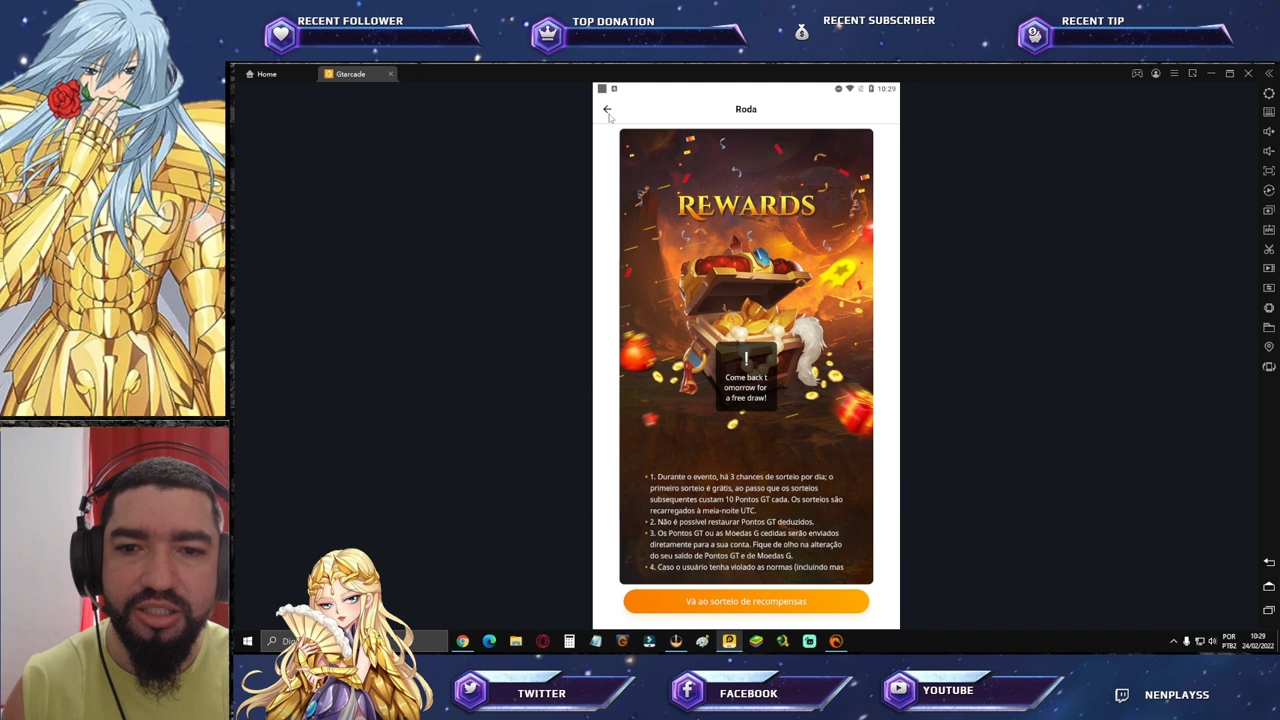 RECENT FOLLOWER
TOP DONATION
RECENT SUBSCRIBER
RECENT TIP
Home
Gtarcade
10:29
Roda
REWARDS
!
Come back t
omorrow for
a free draw!
• 1. Durante o evento, há 3 chances de sorteio por dia; o
primeiro sorteio é grátis, ao passo que os sorteios
subsequentes custam 10 Pontos GT cada. Os sorteios são
recarregados à meia-noite UTC.
• 2. Não é possível restaurar Pontos GT deduzidos.
• 3. Os Pontos GT ou as Moedas G cedidas serão enviados
diretamente para a sua conta. Fique de olho na alteração
do seu saldo de Pontos GT e de Moedas G.
• 4. Caso o usuário tenha violado as normas (incluindo mas
Vá ao sorteio de recompensas
POR
PTB2
10:29
24/02/2022
TWITTER
FACEBOOK
YOUTUBE
NENPLAYSS